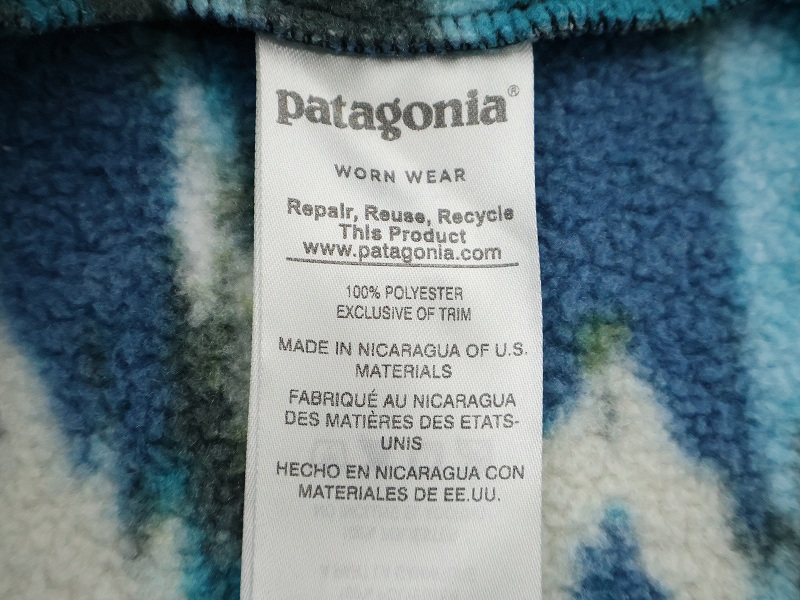 patagonia®
WORN WEAR
Repair, Reuse, Recycle
This Product
www.patagonia.com
100% POLYESTER
EXCLUSIVE OF TRIM
MADE IN NICARAGUA OF U.S.
MATERIALS
FABRIQUÉ AU NICARAGUA
DES MATIÈRES DES ETATS-
UNIS
HECHO EN NICARAGUA CON
MATERIALES DE EE.UU.